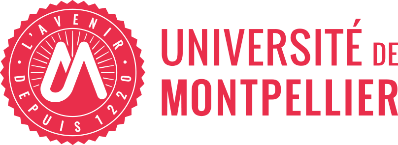 · L'AVENIR ·
DEPUIS 1220
UNIVERSITÉ DE
MONTPELLIER